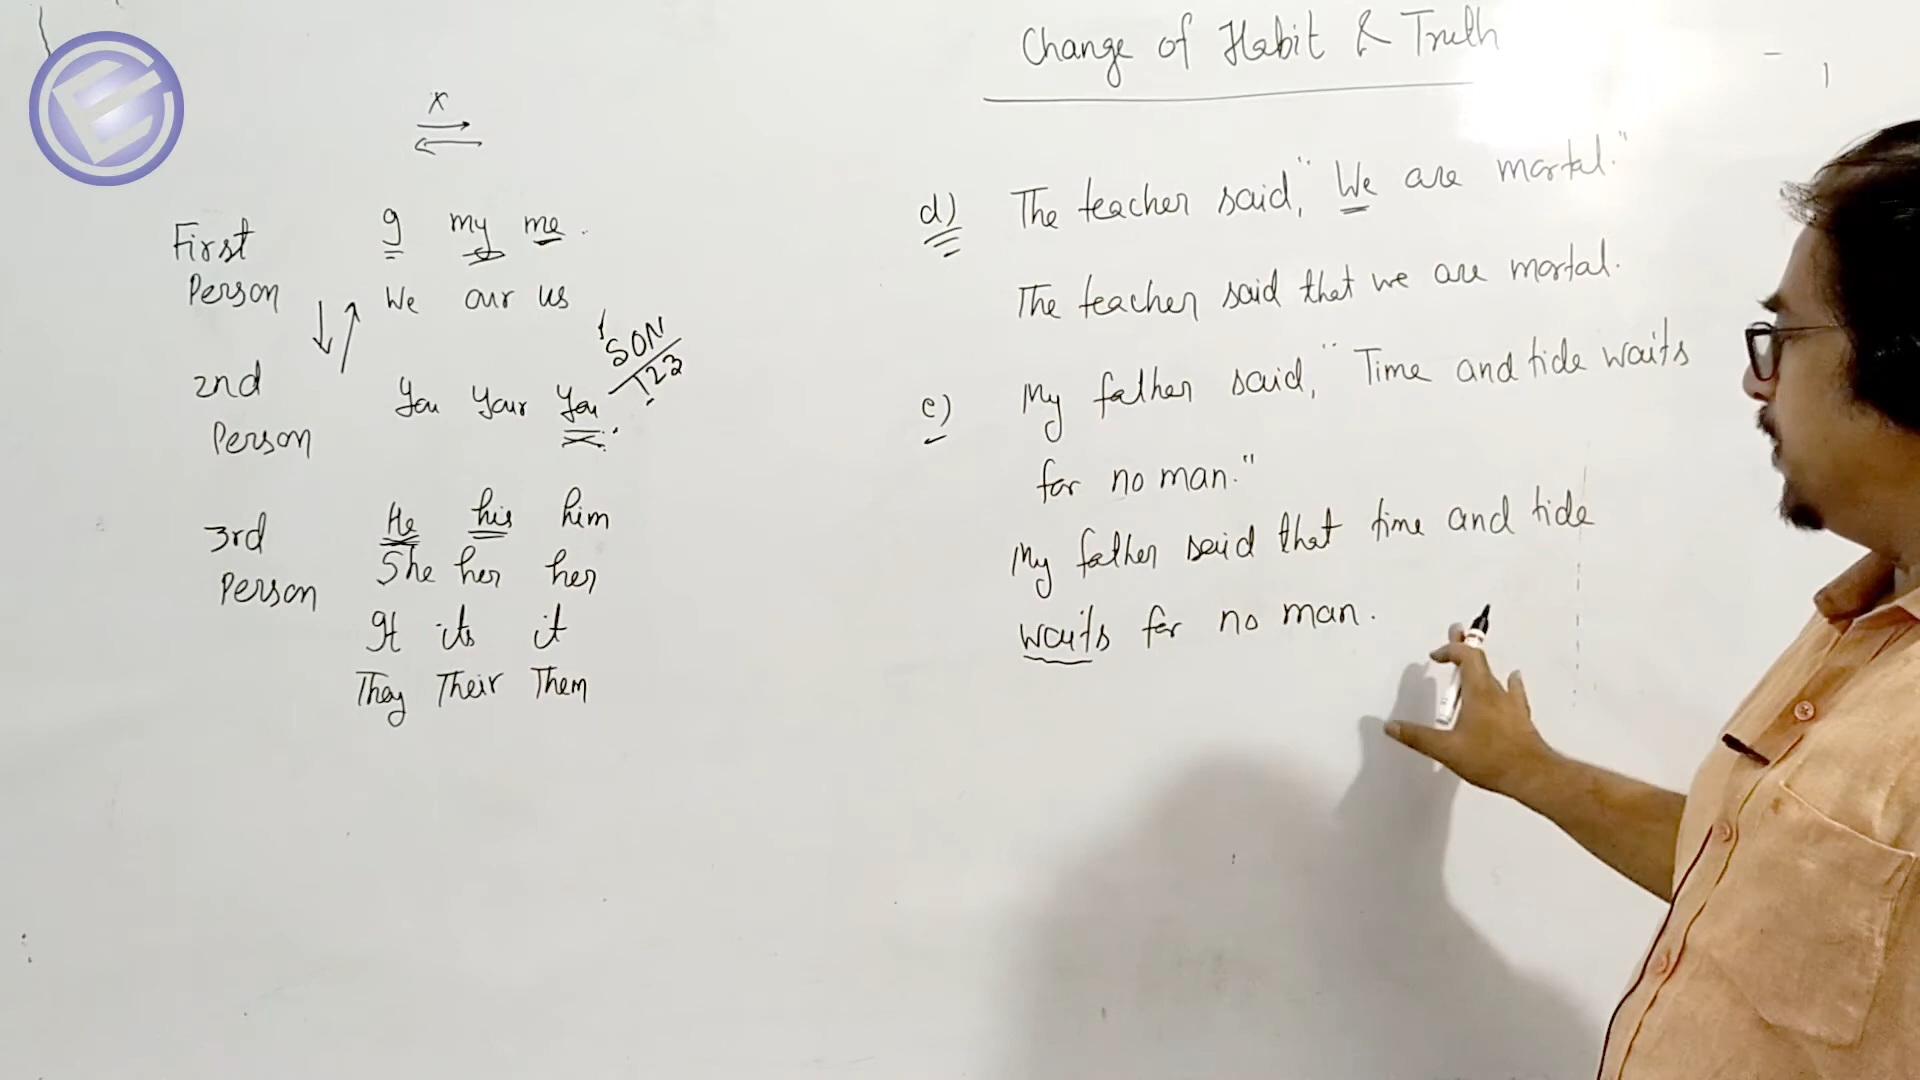 Change of Habit & Truth
x
First Person
I my me.
We our us
2nd Person
You your you
SON
123
3rd Person
He his him
She her her
It its it
They Their Them
d) The teacher said, "We are mortal."
The teacher said that we are mortal.
e) My father said, "Time and tide waits
for no man."
My father said that time and tide
waits for no man.